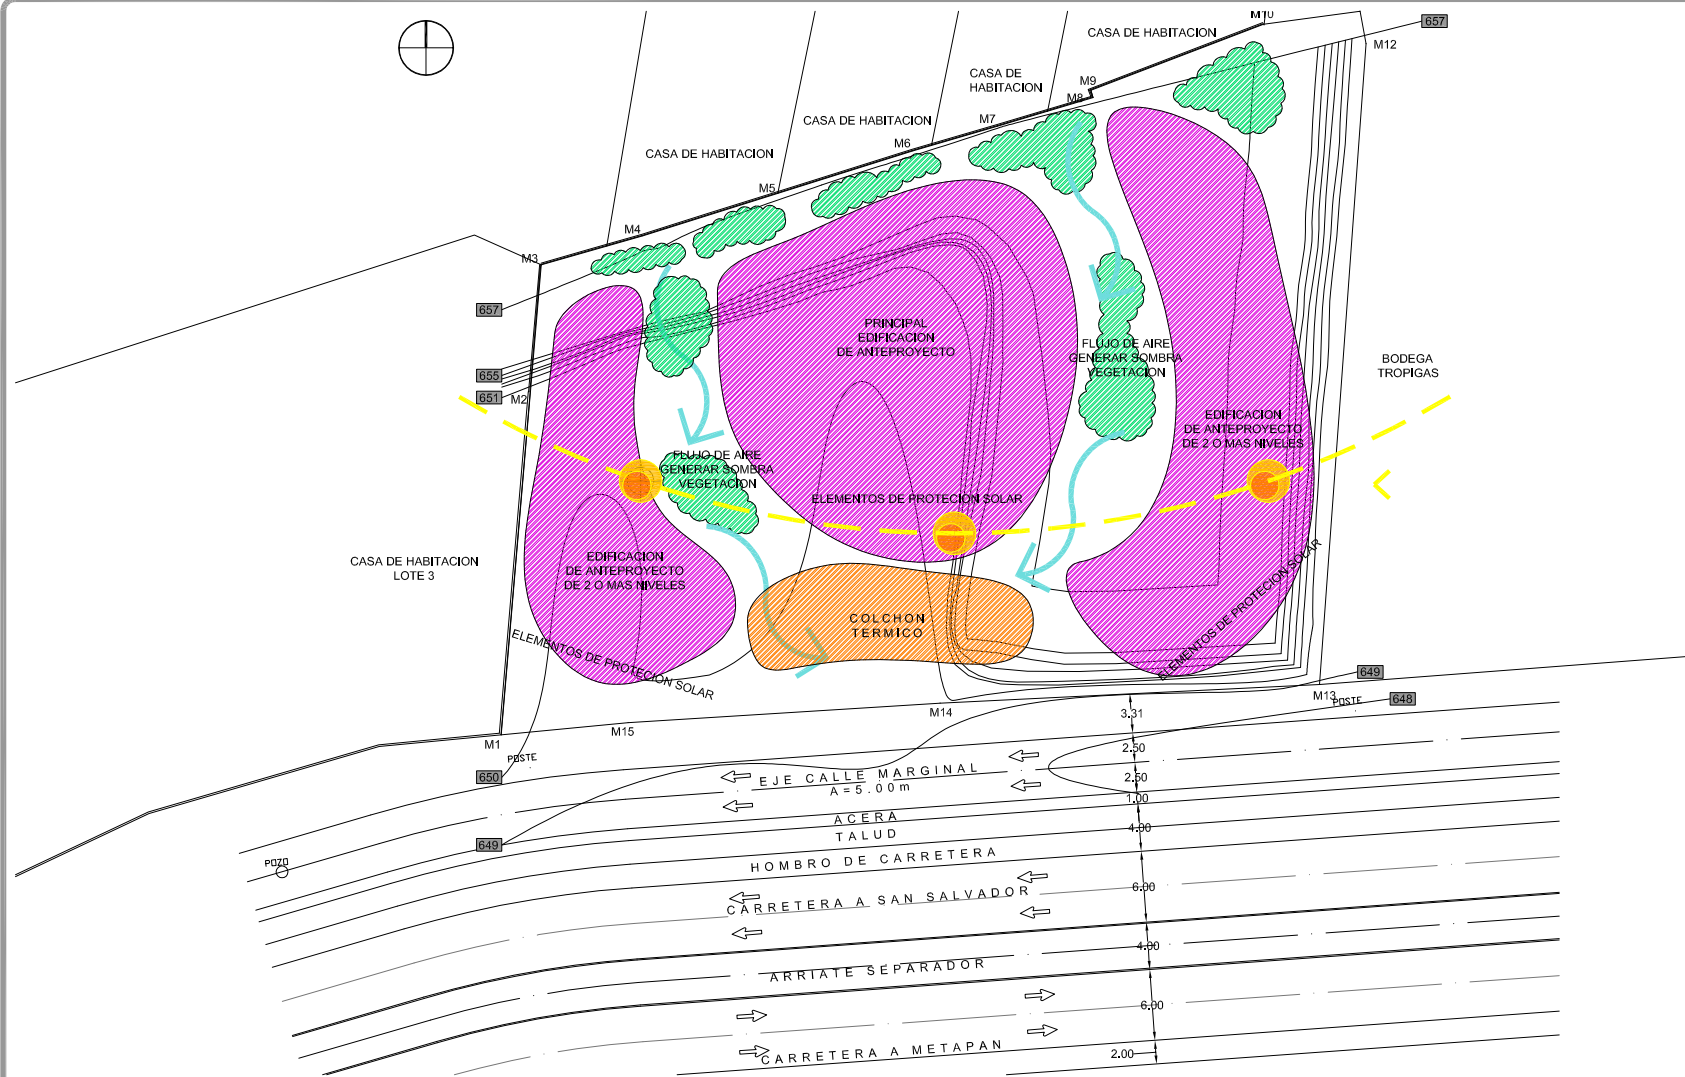 M10
657
CASA DE HABITACION
M12
CASA DE
HABITACION
M9
M8
CASA DE HABITACION
M7
M6
CASA DE HABITACION
M5
M4
M3
657
PRINCIPAL
EDIFICACION
DE ANTEPROYECTO
FLUJO DE AIRE
GENERAR SOMBRA
VEGETACION
BODEGA
TROPIGAS
655
651
M2
EDIFICACION
DE ANTEPROYECTO
DE 2 O MAS NIVELES
FLUJO DE AIRE
GENERAR SOMBRA
VEGETACION
ELEMENTOS DE PROTECION SOLAR
CASA DE HABITACION
LOTE 3
EDIFICACION
DE ANTEPROYECTO
DE 2 O MAS NIVELES
ELEMENTOS DE PROTECION SOLAR
COLCHON
TERMICO
ELEMENTOS DE PROTECION SOLAR
649
M13
POSTE
648
M14
3.31
M15
M1
POSTE
2.50
650
EJE CALLE MARGINAL
A=5.00m
2.50
1.00
ACERA
TALUD
4.00
649
HOMBRO DE CARRETERA
POZO
6.00
CARRETERA A SAN SALVADOR
4.00
ARRIATE SEPARADOR
6.00
CARRETERA A METAPAN
2.00